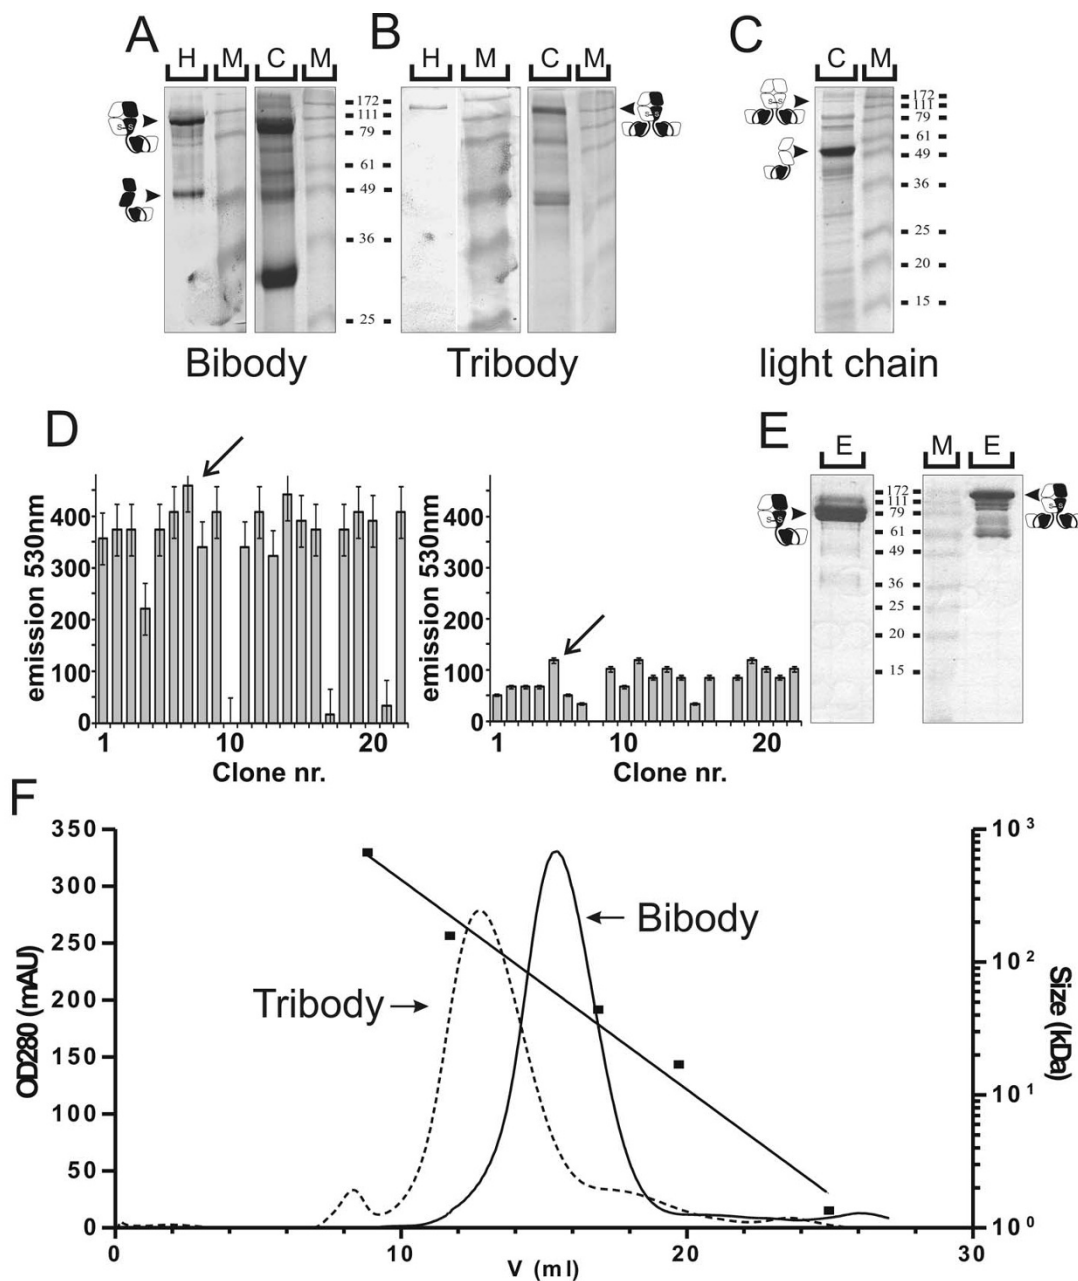 A
H M C M
172
111
79
61
49
36
25
Bibody
B
H M C M
Tribody
C
C M
172
111
79
61
49
36
25
20
15
light chain
D
emission 530nm
400
300
200
100
0
1 10 20
Clone nr.
emission 530nm
400
300
200
100
0
1 10 20
Clone nr.
E
E M E
172
111
79
61
49
36
25
20
15
S-S
F
OD280 (mAU)
350
300
250
200
150
100
50
0
0 10 20 30
V (ml)
Tribody
Bibody
10³
10²
10¹
10⁰
Size (kDa)